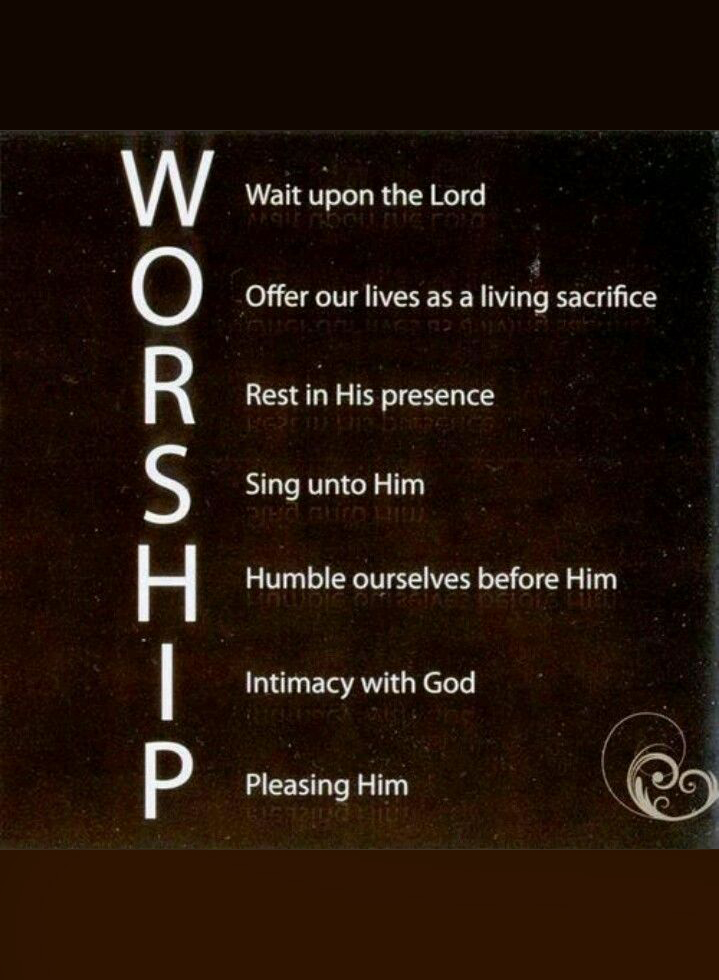 W Wait upon the Lord
O Offer our lives as a living sacrifice
R Rest in His presence
S Sing unto Him
H Humble ourselves before Him
I Intimacy with God
P Pleasing Him